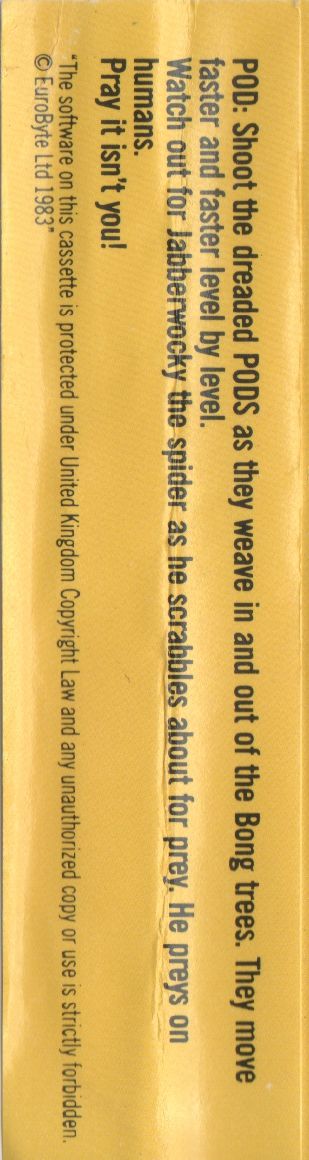 POD: Shoot the dreaded PODS as they weave in and out of the Bong trees. They move
faster and faster level by level.
Watch out for Jabberwocky the spider as he scrabbles about for prey. He preys on
humans.
Pray it isn't you!
"The software on this cassette is protected under United Kingdom Copyright Law and any unauthorized copy or use is strictly forbidden.
© EuroByte Ltd 1983"